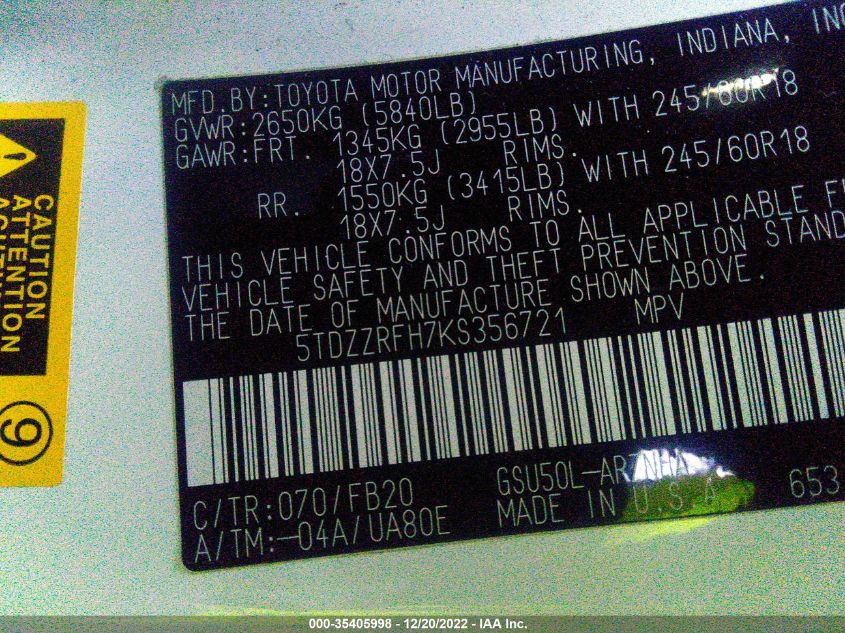 MFD.BY:TOYOTA MOTOR MANUFACTURING, INDIANA, INC
GVWR:2650KG (5840LB)
GAWR:FRT. 1345KG (2955LB) WITH 245/60R18
18X7.5J RIMS.
RR. 1550KG (3415LB) WITH 245/60R18
18X7.5J RIMS.
THIS VEHICLE CONFORMS TO ALL APPLICABLE
VEHICLE SAFETY AND THEFT PREVENTION STAND
THE DATE OF MANUFACTURE SHOWN ABOVE.
5TDZZRFH7KS356721 MPV
C/TR:070/FB20 GSU50L-
A/TM:-04A/UA80E MADE IN U.S.A 653
CAUTION
ATTENTION
9
000-35405998 - 12/20/2022 - IAA Inc.